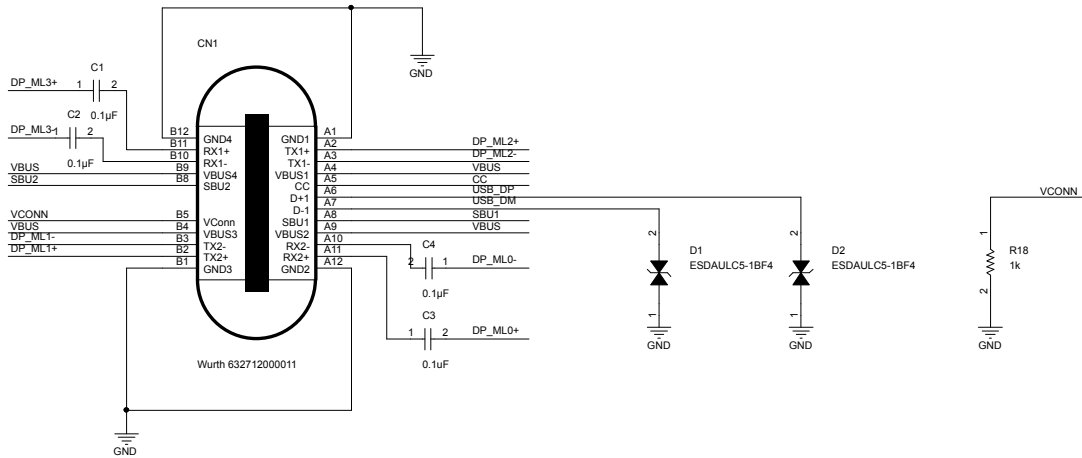 CN1
GND
C1
DP_ML3+
1
2
0.1µF
C2
DP_ML3-
1
2
0.1µF
VBUS
SBU2
VCONN
VBUS
DP_ML1-
DP_ML1+
B12
B11
B10
B9
B8
B5
B4
B3
B2
B1
GND4
RX1+
RX1-
VBUS4
SBU2
VConn
VBUS3
TX2-
TX2+
GND3
GND1
TX1+
TX1-
VBUS1
CC
D+1
D-1
SBU1
VBUS2
RX2-
RX2+
GND2
A1
A2
A3
A4
A5
A6
A7
A8
A9
A10
A11
A12
DP_ML2+
DP_ML2-
VBUS
CC
USB_DP
USB_DM
SBU1
VBUS
C4
2
1
DP_ML0-
0.1µF
C3
1
2
DP_ML0+
0.1uF
Wurth 632712000011
GND
2
D1
ESDAULC5-1BF4
1
GND
2
D2
ESDAULC5-1BF4
1
GND
VCONN
1
R18
1k
2
GND